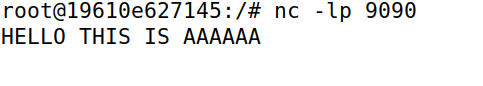 root@19610e627145:/# nc -lp 9090
HELLO THIS IS AAAAAA